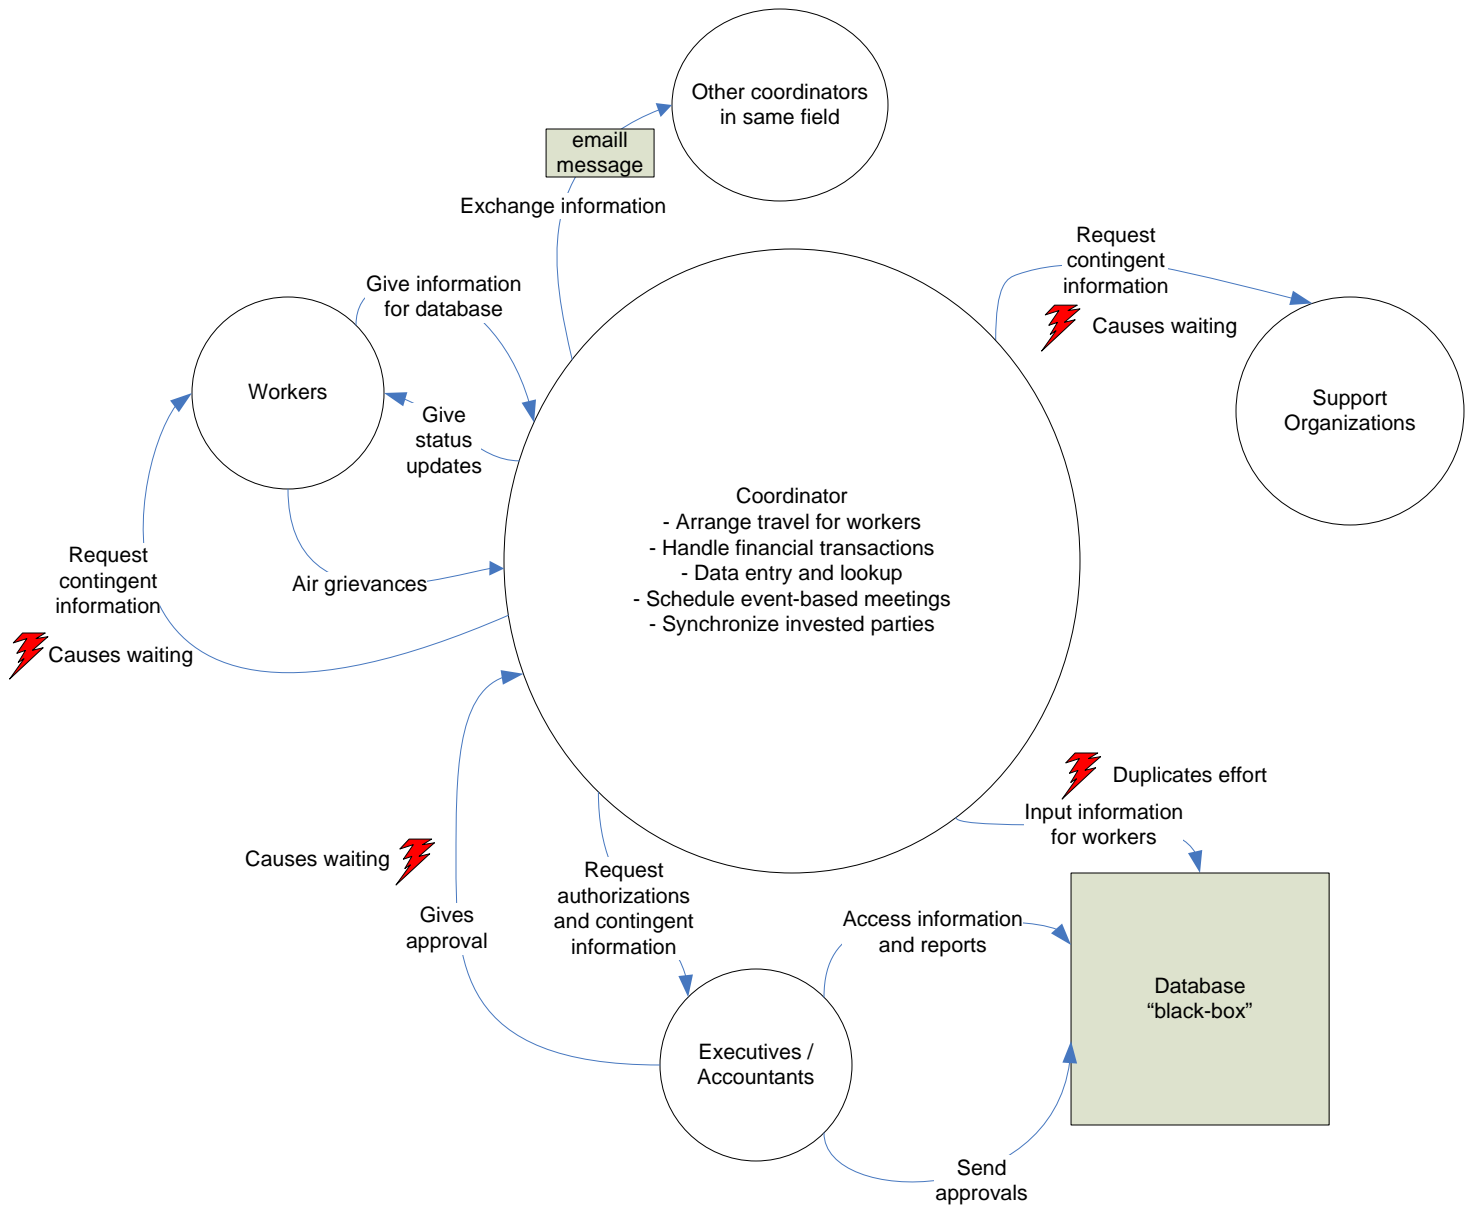 Other coordinators
in same field
emaill
message
Exchange information
Request
contingent
information
Causes waiting
Give information
for database
Workers
Give
status
updates
Support
Organizations
Coordinator
- Arrange travel for workers
- Handle financial transactions
- Data entry and lookup
- Schedule event-based meetings
- Synchronize invested parties
Request
contingent
information
Causes waiting
Air grievances
Duplicates effort
Input information
for workers
Causes waiting
Gives
approval
Request
authorizations
and contingent
information
Access information
and reports
Database
“black-box”
Executives /
Accountants
Send
approvals